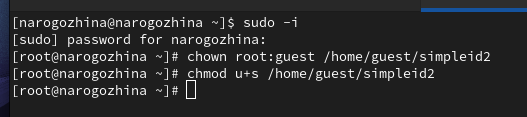 [narogozhina@narogozhina ~]$ sudo -i
[sudo] password for narogozhina:
[root@narogozhina ~]# chown root:guest /home/guest/simpleid2
[root@narogozhina ~]# chmod u+s /home/guest/simpleid2
[root@narogozhina ~]#